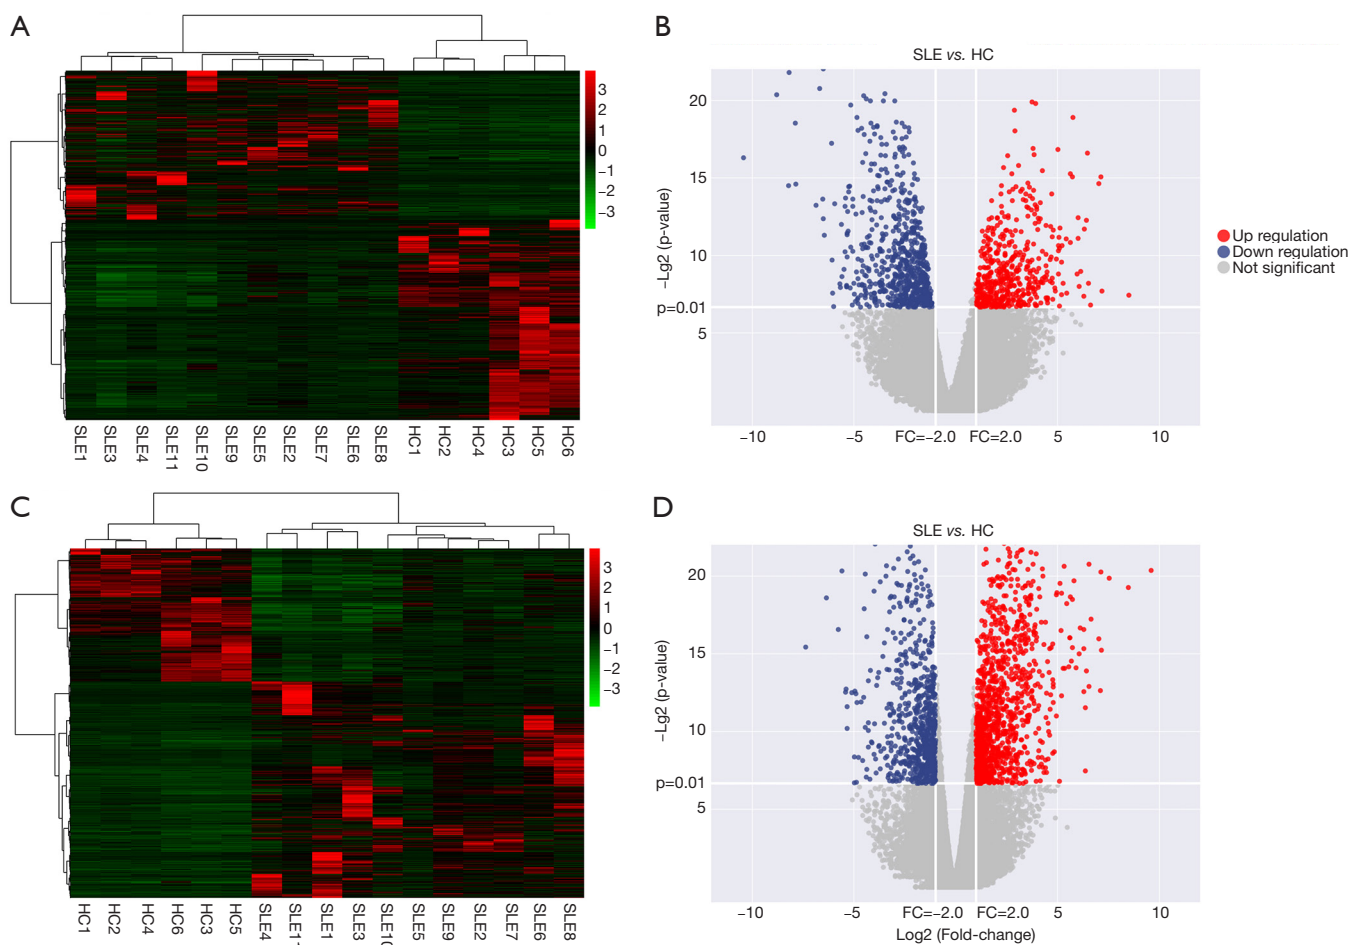 A
3
2
1
0
−1
−2
−3
SLE1
SLE3
SLE4
SLE11
SLE10
SLE9
SLE5
SLE2
SLE7
SLE6
SLE8
HC1
HC2
HC4
HC3
HC5
HC6
B
SLE vs. HC
20
15
10
p=0.01
5
−Lg2 (p-value)
−10
−5
FC=−2.0
FC=2.0
5
10
Up regulation
Down regulation
Not significant
C
3
2
1
0
−1
−2
−3
HC1
HC2
HC4
HC6
HC3
HC5
SLE4
SLE1
SLE3
SLE10
SLE5
SLE9
SLE2
SLE7
SLE6
SLE8
D
SLE vs. HC
20
15
10
p=0.01
5
−Lg2 (p-value)
−10
−5
FC=−2.0
FC=2.0
5
10
Log2 (Fold-change)